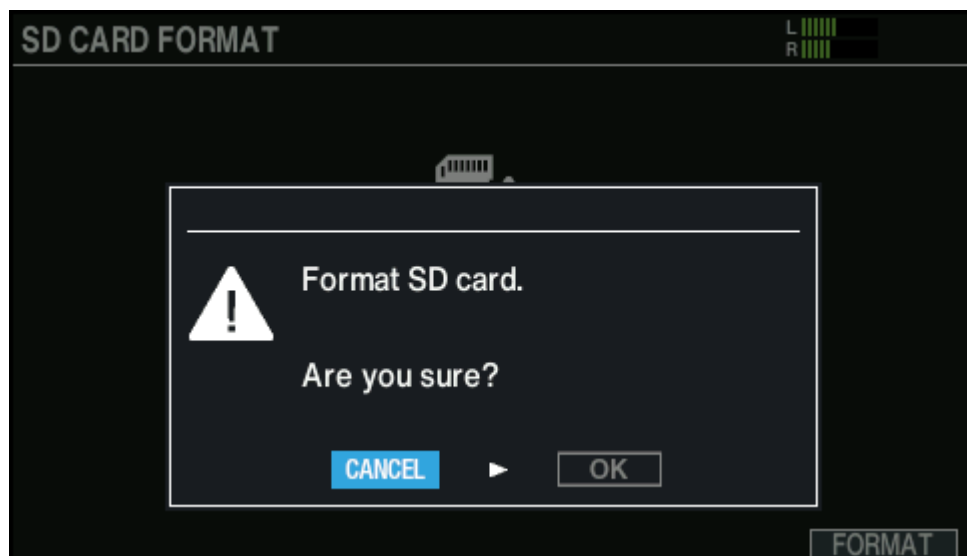 SD CARD FORMAT
L
R
Format SD card.
Are you sure?
CANCEL
OK
FORMAT